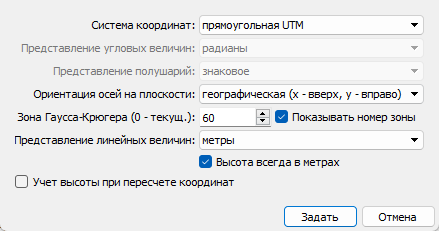 Система координат: прямоугольная UTM
Представление угловых величин: радианы
Представление полушарий: знаковое
Ориентация осей на плоскости: географическая (x - вверх, y - вправо)
Зона Гаусса-Крюгера (0 - текущ.): 60 Показывать номер зоны
Представление линейных величин: метры
Высота всегда в метрах
Учет высоты при пересчете координат
Задать Отмена